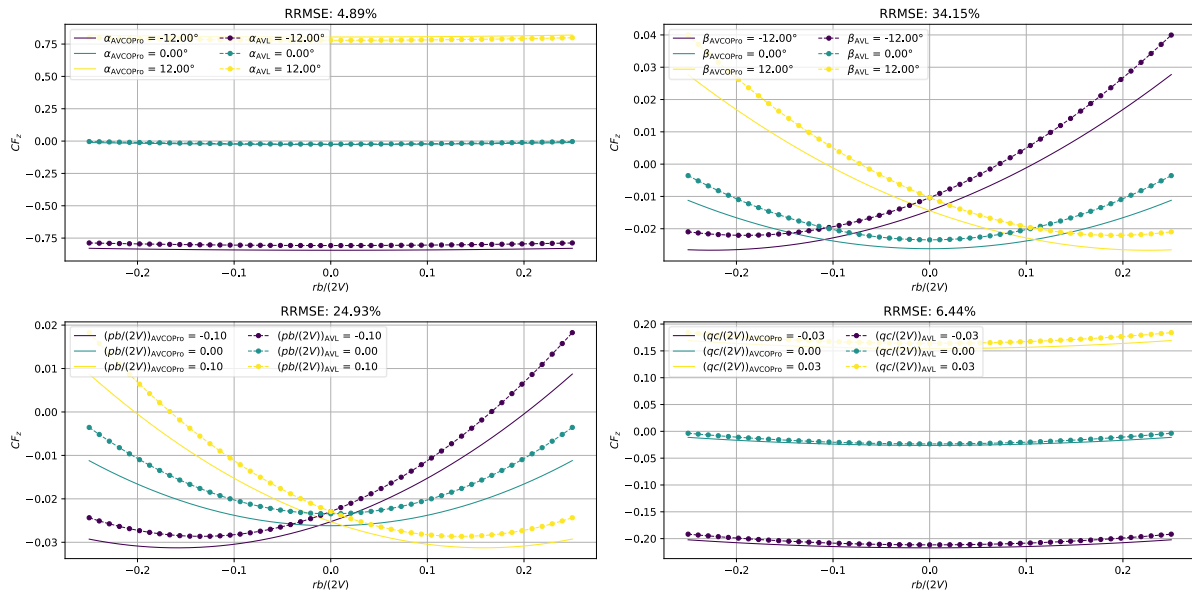 RRMSE: 4.89%
α_AVCOPro = -12.00°
α_AVCOPro = 0.00°
α_AVCOPro = 12.00°
α_AVL = -12.00°
α_AVL = 0.00°
α_AVL = 12.00°
CF_z
0.75
0.50
0.25
0.00
−0.25
−0.50
−0.75
−0.2
−0.1
0.0
0.1
0.2
rb/(2V)
RRMSE: 34.15%
β_AVCOPro = -12.00°
β_AVCOPro = 0.00°
β_AVCOPro = 12.00°
β_AVL = -12.00°
β_AVL = 0.00°
β_AVL = 12.00°
CF_z
0.04
0.03
0.02
0.01
0.00
−0.01
−0.02
−0.2
−0.1
0.0
0.1
0.2
rb/(2V)
RRMSE: 24.93%
(pb/(2V))_AVCOPro = -0.10
(pb/(2V))_AVCOPro = 0.00
(pb/(2V))_AVCOPro = 0.10
(pb/(2V))_AVL = -0.10
(pb/(2V))_AVL = 0.00
(pb/(2V))_AVL = 0.10
CF_z
0.02
0.01
0.00
−0.01
−0.02
−0.03
−0.2
−0.1
0.0
0.1
0.2
rb/(2V)
RRMSE: 6.44%
(qc/(2V))_AVCOPro = -0.03
(qc/(2V))_AVCOPro = 0.00
(qc/(2V))_AVCOPro = 0.03
(qc/(2V))_AVL = -0.03
(qc/(2V))_AVL = 0.00
(qc/(2V))_AVL = 0.03
CF_z
0.20
0.15
0.10
0.05
0.00
−0.05
−0.10
−0.15
−0.20
−0.2
−0.1
0.0
0.1
0.2
rb/(2V)